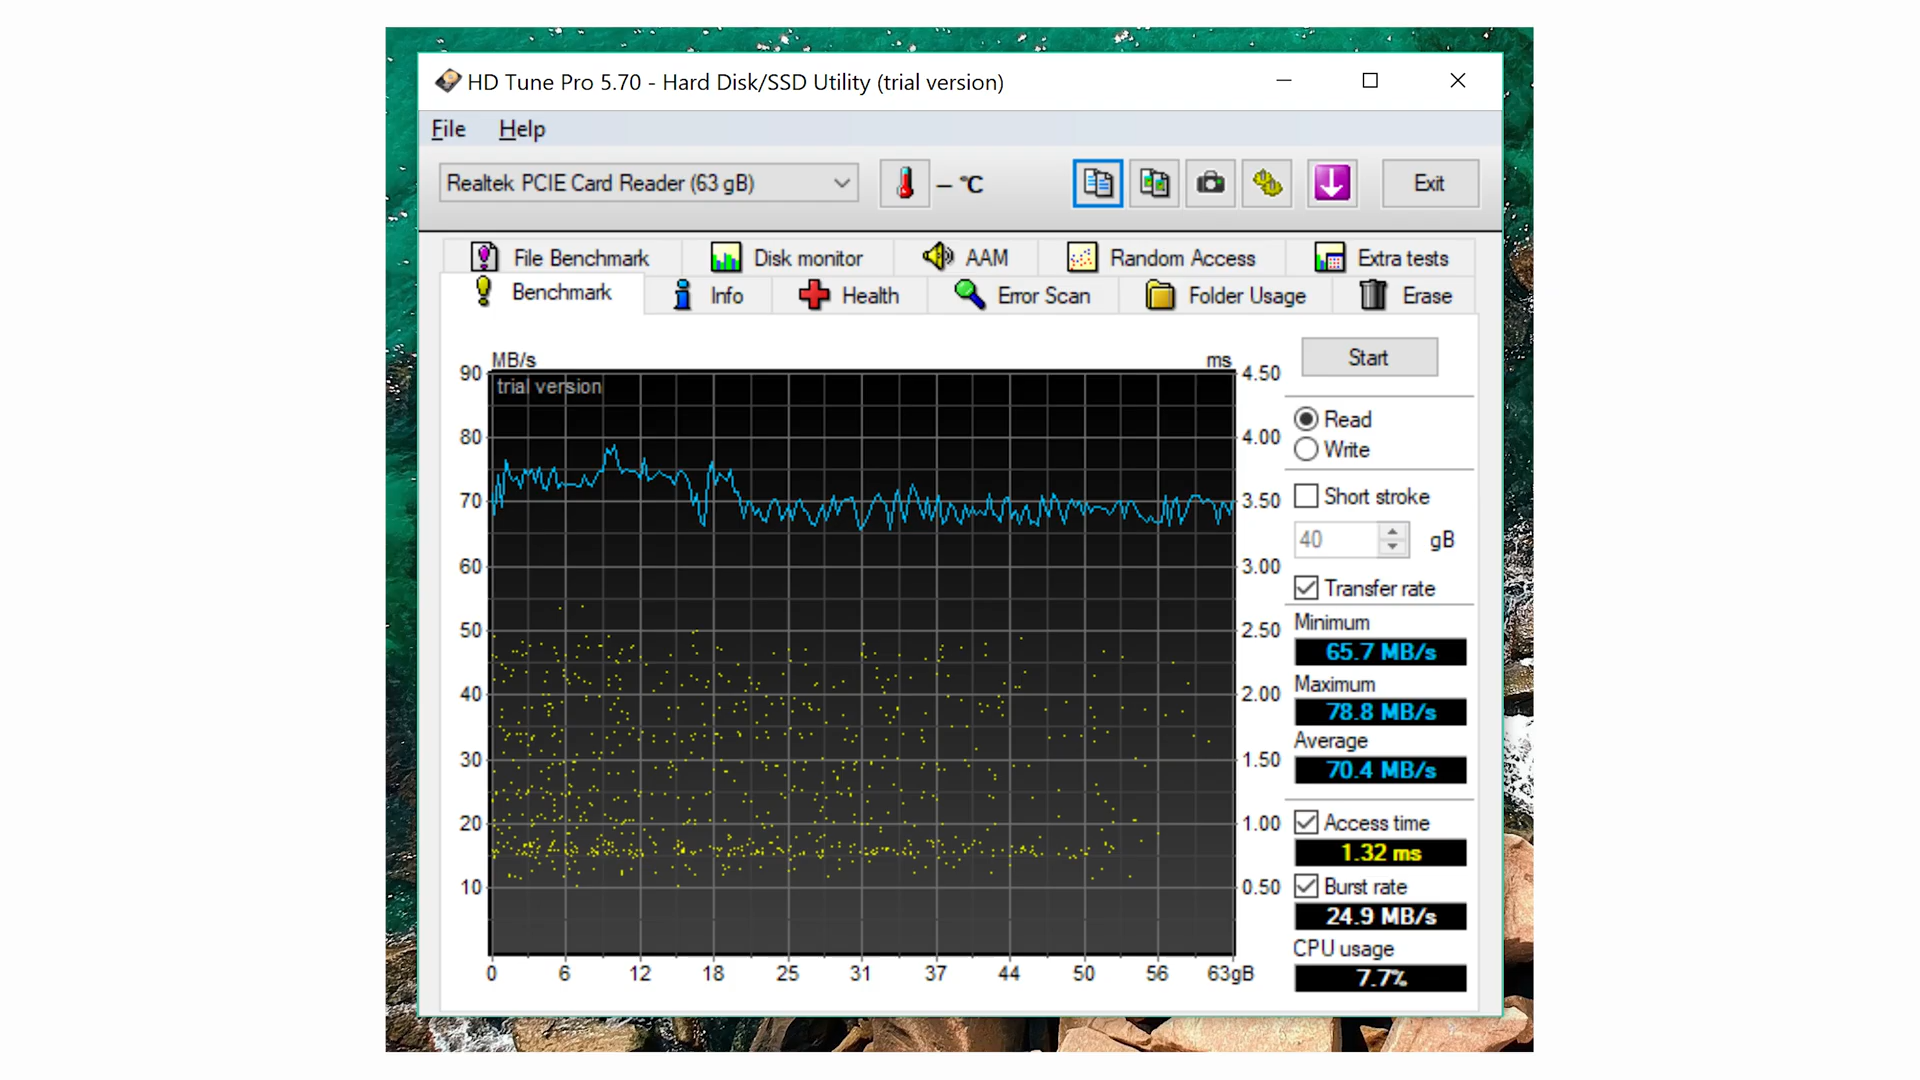 HD Tune Pro 5.70 - Hard Disk/SSD Utility (trial version)
File Help
Realtek PCIE Card Reader (63 gB)
– °C
Exit
File Benchmark Disk monitor AAM Random Access Extra tests
Benchmark Info Health Error Scan Folder Usage Erase
MB/s ms
trial version
90
80
70
60
50
40
30
20
10
4.50
4.00
3.50
3.00
2.50
2.00
1.50
1.00
0.50
0 6 12 18 25 31 37 44 50 56 63gB
Start
Read
Write
Short stroke
40 gB
Transfer rate
Minimum
65.7 MB/s
Maximum
78.8 MB/s
Average
70.4 MB/s
Access time
1.32 ms
Burst rate
24.9 MB/s
CPU usage
7.7%